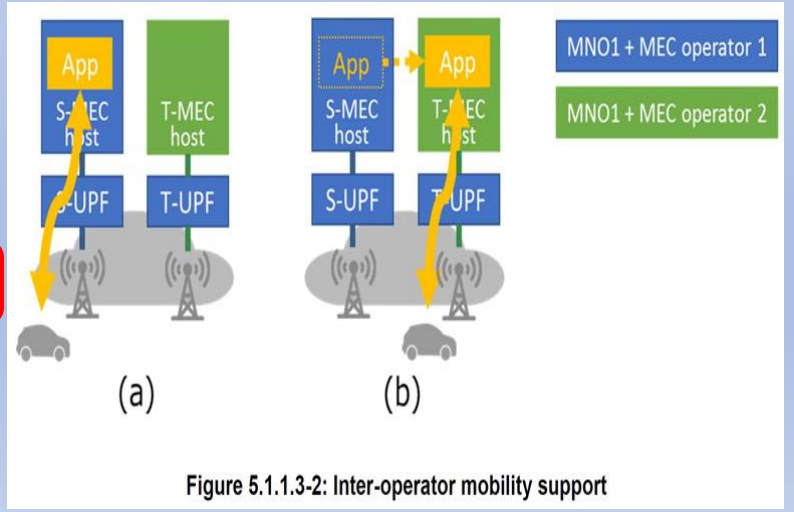 App
S-MEC
host
T-MEC
host
S-UPF
T-UPF
(a)
App
App
S-MEC
host
T-MEC
host
S-UPF
T-UPF
(b)
MNO1 + MEC operator 1
MNO1 + MEC operator 2
Figure 5.1.1.3-2: Inter-operator mobility support